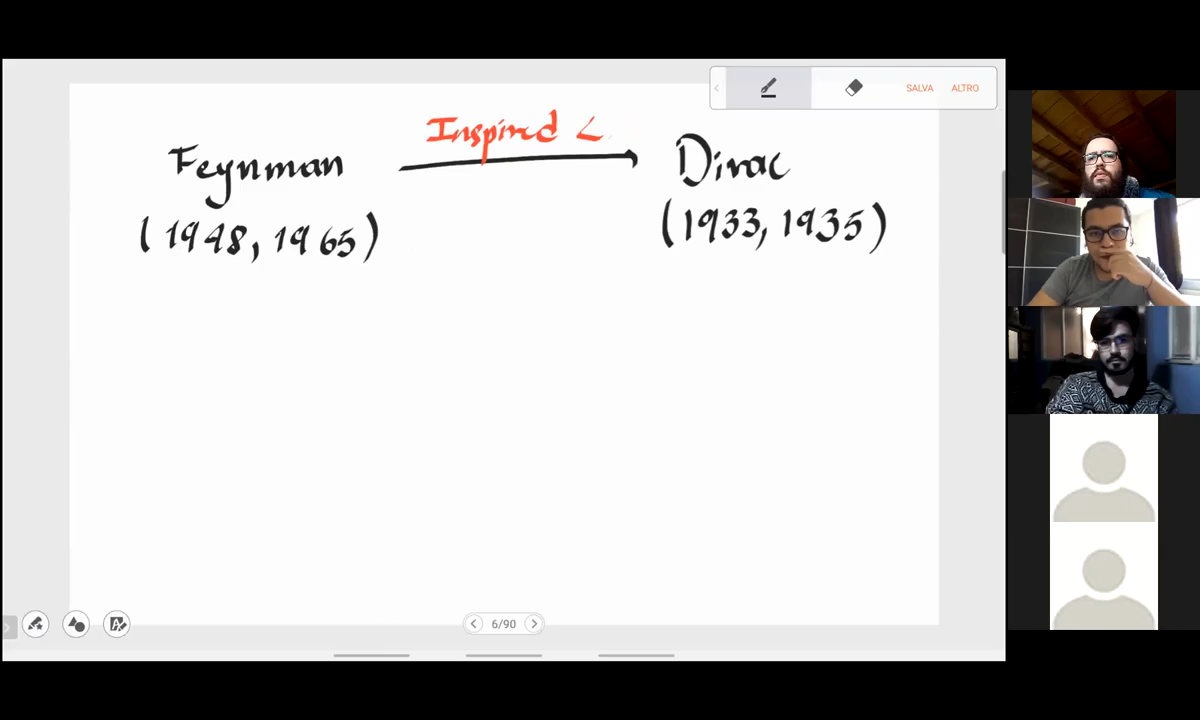 SALVA ALTRO
Inspired <
Feynman Dirac
(1948, 1965) (1933, 1935)
6/90